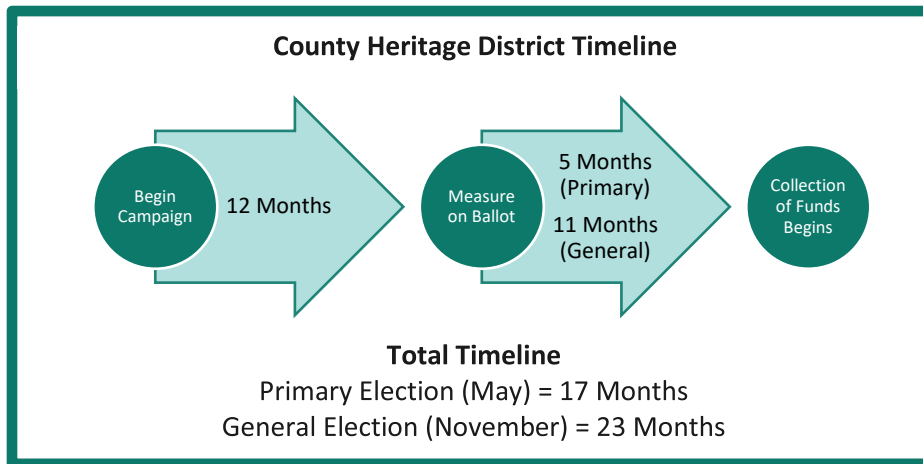 County Heritage District Timeline
Begin
Campaign
12 Months
Measure
on Ballot
5 Months
(Primary)
11 Months
(General)
Collection
of Funds
Begins
Total Timeline
Primary Election (May) = 17 Months
General Election (November) = 23 Months